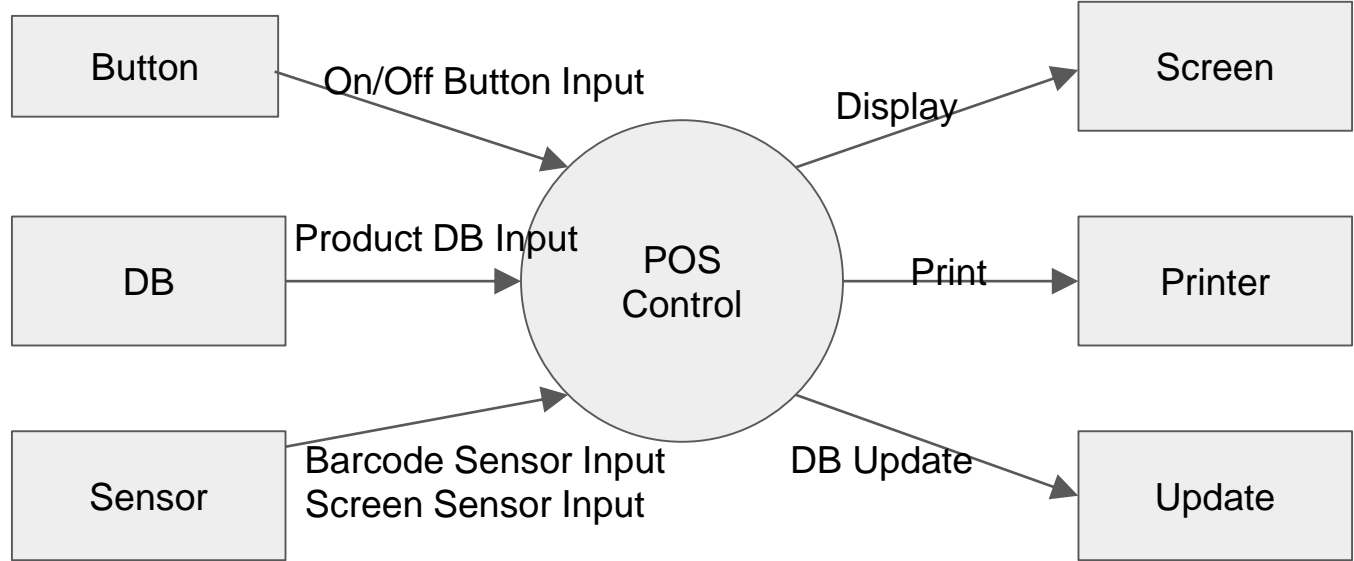 Button
On/Off Button Input
Display
Screen
DB
Product DB Input
POS
Control
Print
Printer
Sensor
Barcode Sensor Input
Screen Sensor Input
DB Update
Update